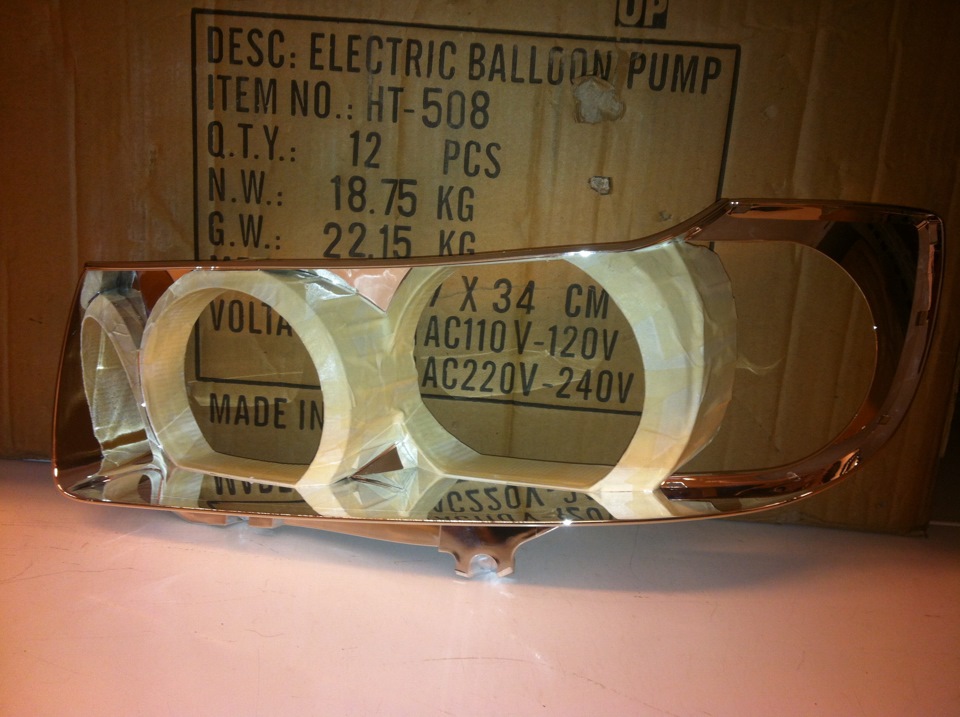 UP
DESC: ELECTRIC BALLOON PUMP
ITEM NO.: HT-508
Q.T.Y.: 12 PCS
N.W.: 18.75 KG
G.W.: 22.15 KG
X 34 CM
AC110V-120V
AC220V-240V
MADE IN